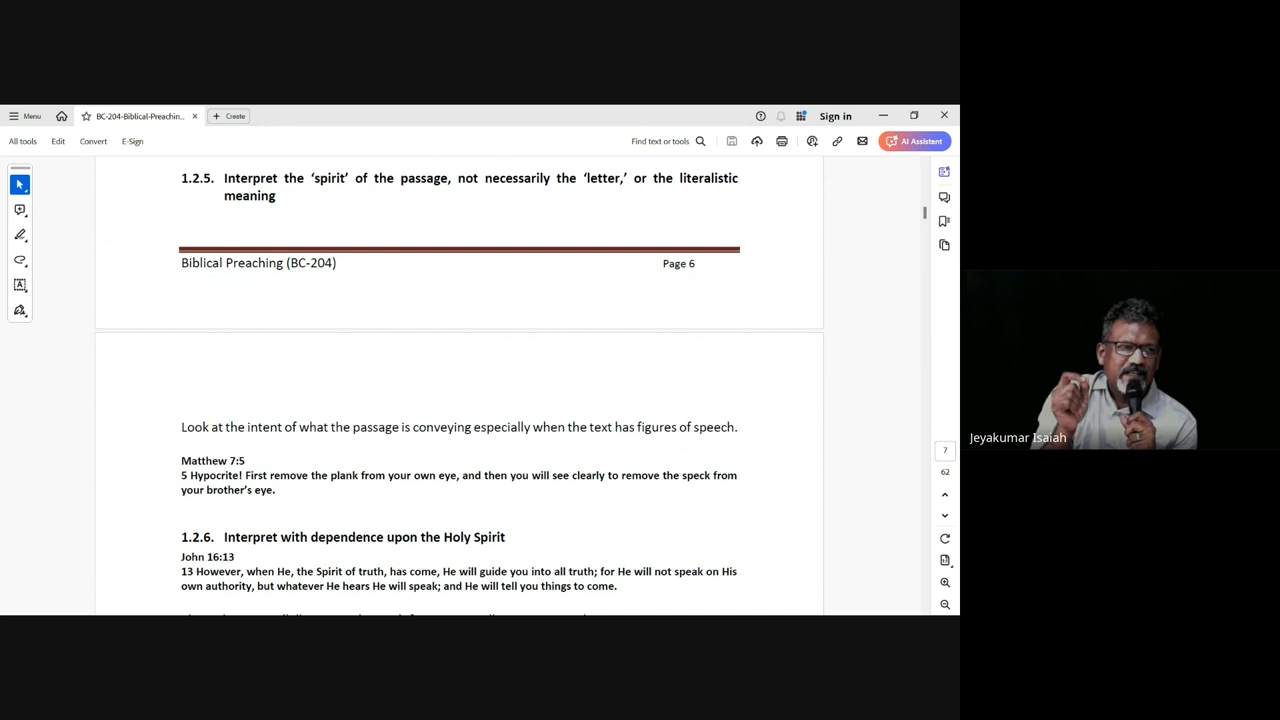 Menu
BC-204-Biblical-Preachin...
Create
Sign in
All tools
Edit
Convert
E-Sign
Find text or tools
AI Assistant
1.2.5. Interpret the ‘spirit’ of the passage, not necessarily the ‘letter,’ or the literalistic
meaning
Biblical Preaching (BC-204)
Page 6
Look at the intent of what the passage is conveying especially when the text has figures of speech.
Matthew 7:5
5 Hypocrite! First remove the plank from your own eye, and then you will see clearly to remove the speck from
your brother’s eye.
1.2.6. Interpret with dependence upon the Holy Spirit
John 16:13
13 However, when He, the Spirit of truth, has come, He will guide you into all truth; for He will not speak on His
own authority, but whatever He hears He will speak; and He will tell you things to come.
7
62
Jeyakumar Isaiah